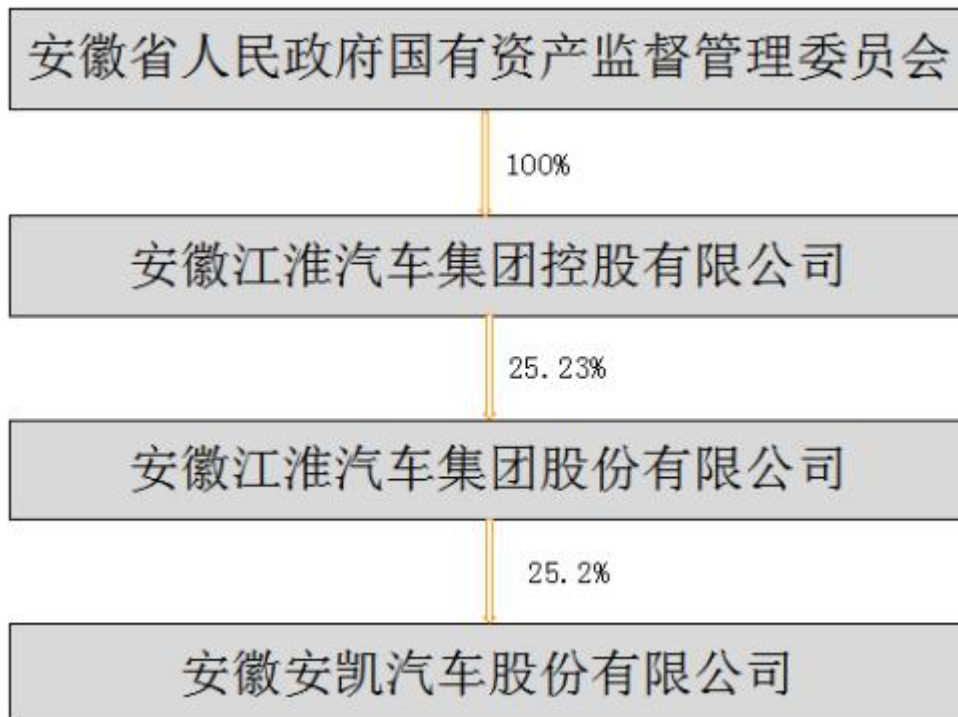 安徽省人民政府国有资产监督管理委员会
100%
安徽江淮汽车集团控股有限公司
25.23%
安徽江淮汽车集团股份有限公司
25.2%
安徽安凯汽车股份有限公司